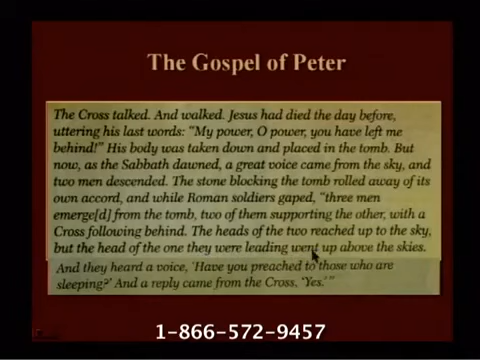 The Gospel of Peter
The Cross talked. And walked. Jesus had died the day before,
uttering his last words: “My power, O power, you have left me
behind!” His body was taken down and placed in the tomb. But
now, as the Sabbath dawned, a great voice came from the sky, and
two men descended. The stone blocking the tomb rolled away of its
own accord, and while Roman soldiers gaped, “three men
emerge[d] from the tomb, two of them supporting the other, with a
Cross following behind. The heads of the two reached up to the sky,
but the head of the one they were leading went up above the skies.
And they heard a voice, ‘Have you preached to those who are
sleeping?’ And a reply came from the Cross, ‘Yes.’”
1-866-572-9457